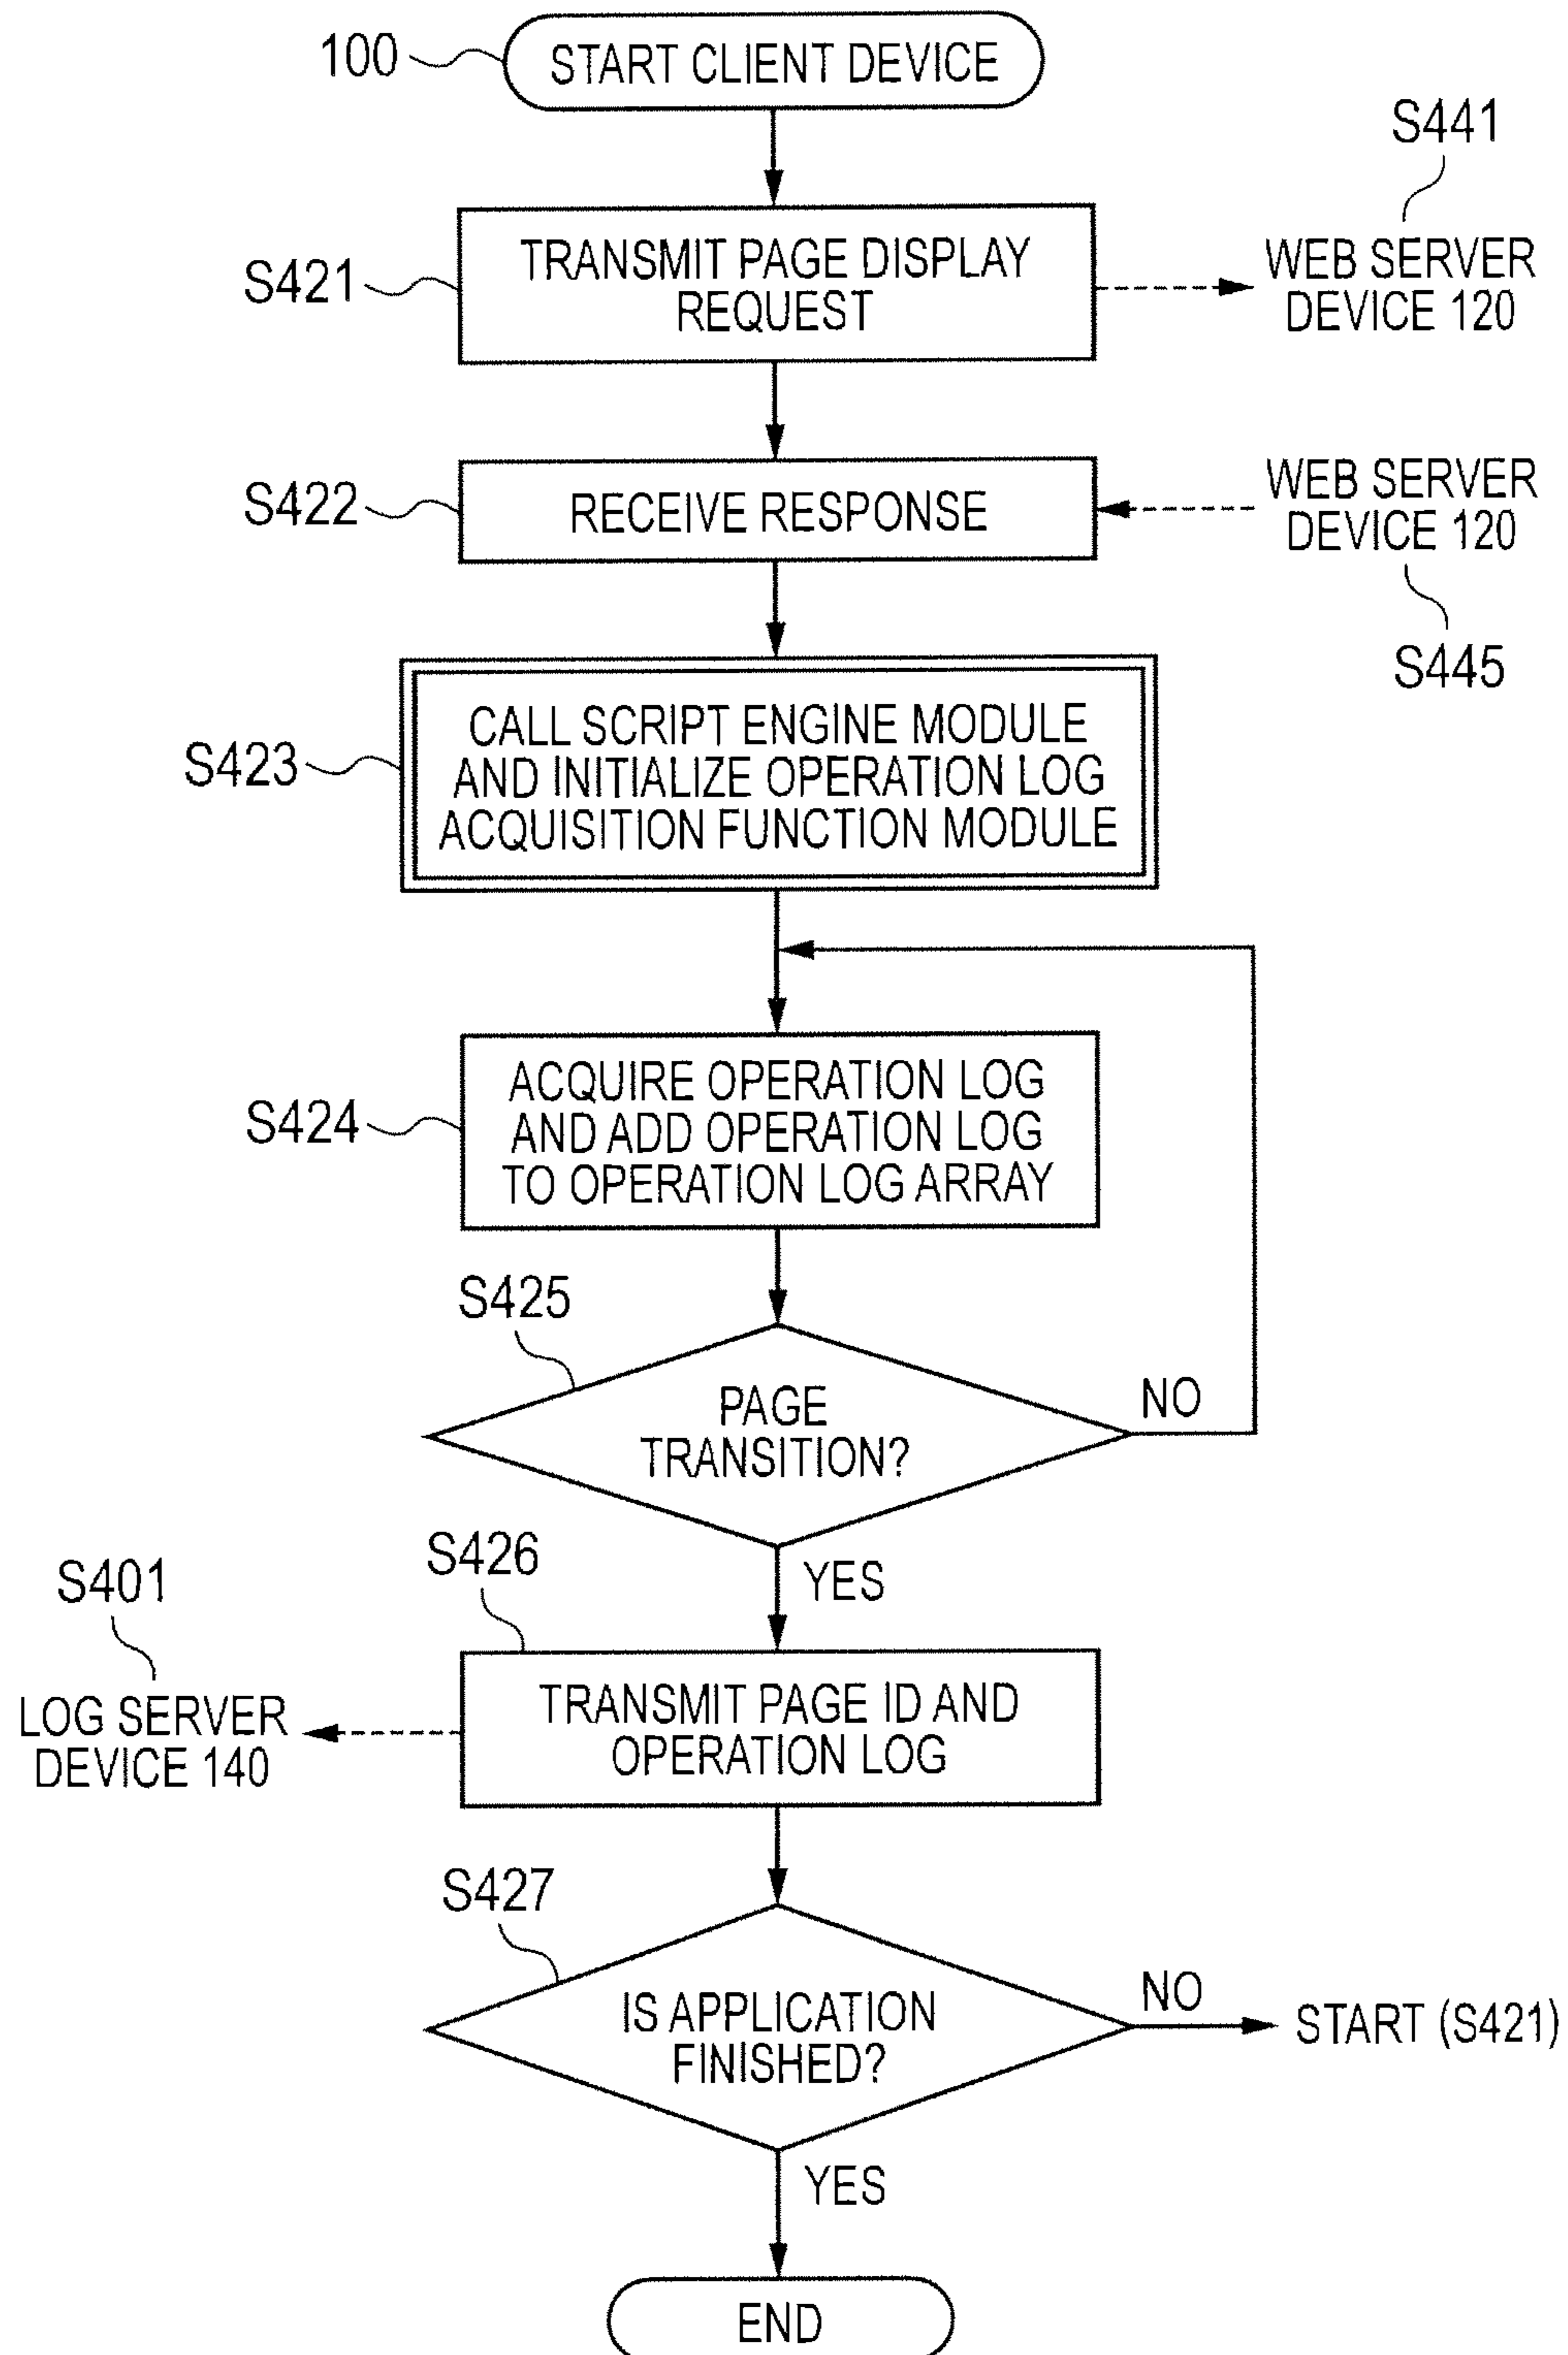 100
START CLIENT DEVICE
S441
S421
TRANSMIT PAGE DISPLAY
REQUEST
WEB SERVER
DEVICE 120
S422
RECEIVE RESPONSE
WEB SERVER
DEVICE 120
S445
S423
CALL SCRIPT ENGINE MODULE
AND INITIALIZE OPERATION LOG
ACQUISITION FUNCTION MODULE
S424
ACQUIRE OPERATION LOG
AND ADD OPERATION LOG
TO OPERATION LOG ARRAY
S425
PAGE
TRANSITION?
NO
YES
S426
S401
LOG SERVER
DEVICE 140
TRANSMIT PAGE ID AND
OPERATION LOG
S427
IS APPLICATION
FINISHED?
NO
START (S421)
YES
END